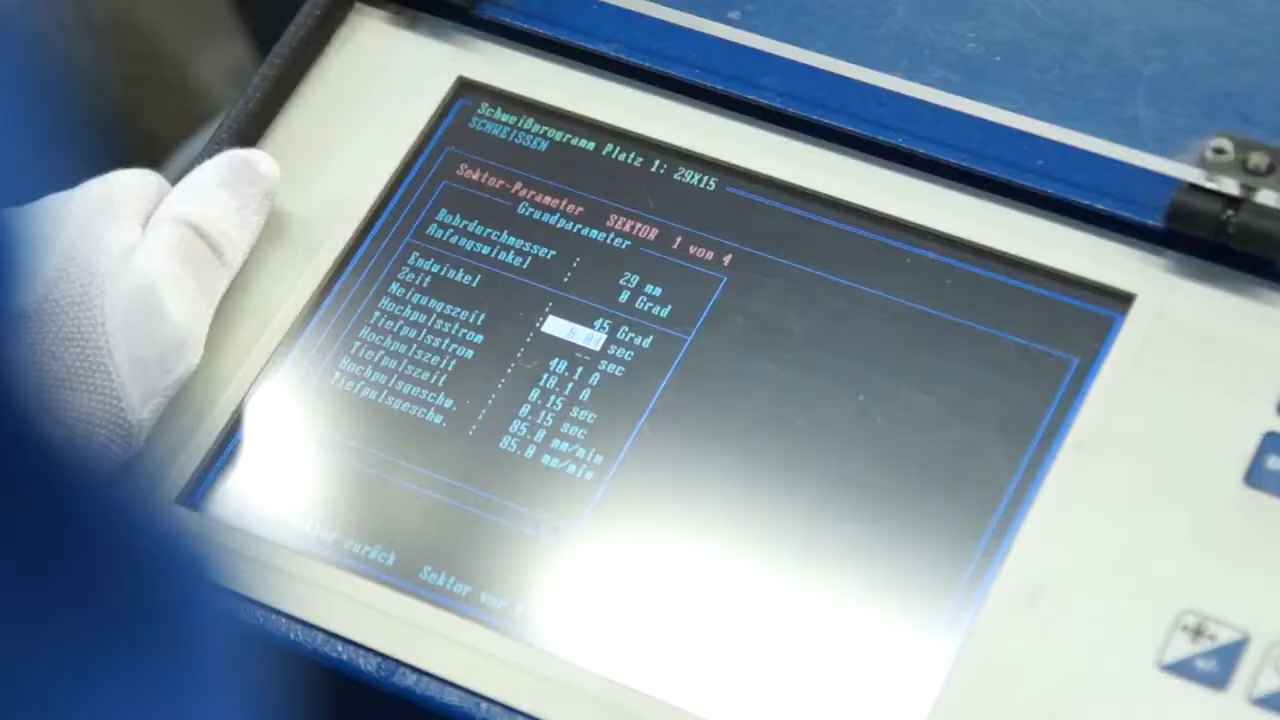 Schweißprogramm Platz 1: 29X15
SCHWEISSEN
Sektor-Parameter SEKTOR 1 von 4
Grundparameter
Rohrdurchmesser : 29 mm
Anfangswinkel : 0 Grad
Endwinkel : 45 Grad
Zeit : sec
Neigungszeit : sec
Hochpulsstrom : 40.1 A
Tiefpulsstrom : 10.1 A
Hochpulszeit : 0.15 sec
Tiefpulszeit : 0.15 sec
Hochpulsgeschw. : 85.0 mm/min
Tiefpulsgeschw. : 85.0 mm/min
zurück Sektor vor